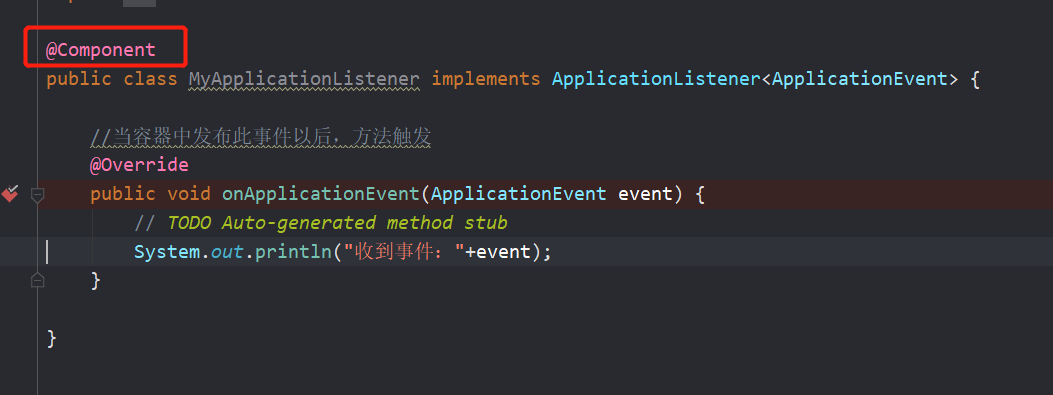 @Component
public class MyApplicationListener implements ApplicationListener<ApplicationEvent> {
//当容器中发布此事件以后，方法触发
@Override
public void onApplicationEvent(ApplicationEvent event) {
// TODO Auto-generated method stub
System.out.println("收到事件："+event);
}
}